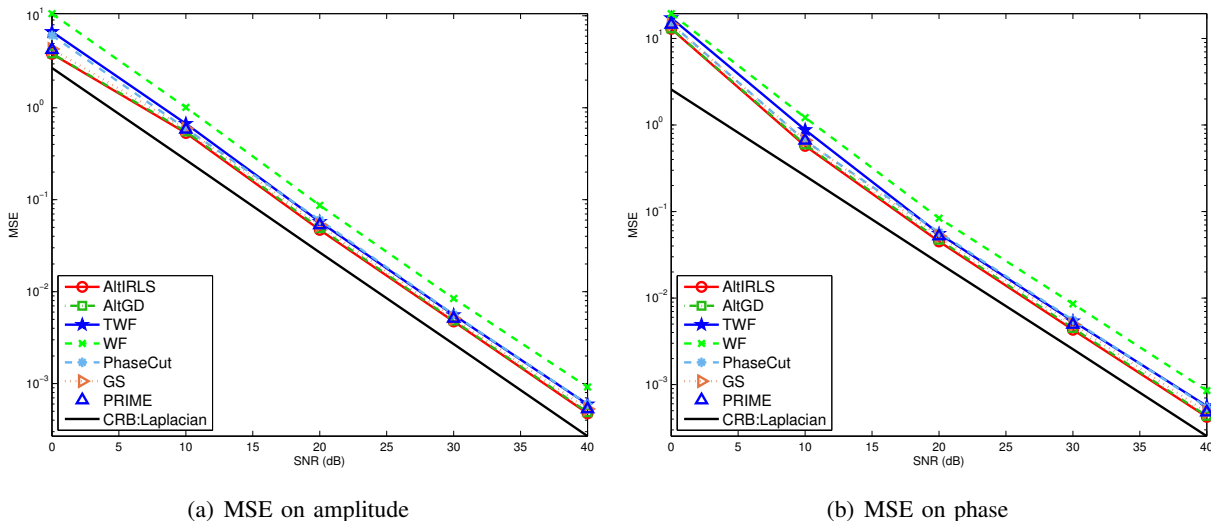 10^1
10^0
10^-1
10^-2
10^-3
MSE
0 5 10 15 20 25 30 35 40
SNR (dB)
AltIRLS
AltGD
TWF
WF
PhaseCut
GS
PRIME
CRB:Laplacian
(a) MSE on amplitude
10^1
10^0
10^-1
10^-2
10^-3
MSE
0 5 10 15 20 25 30 35 40
SNR (dB)
AltIRLS
AltGD
TWF
WF
PhaseCut
GS
PRIME
CRB:Laplacian
(b) MSE on phase